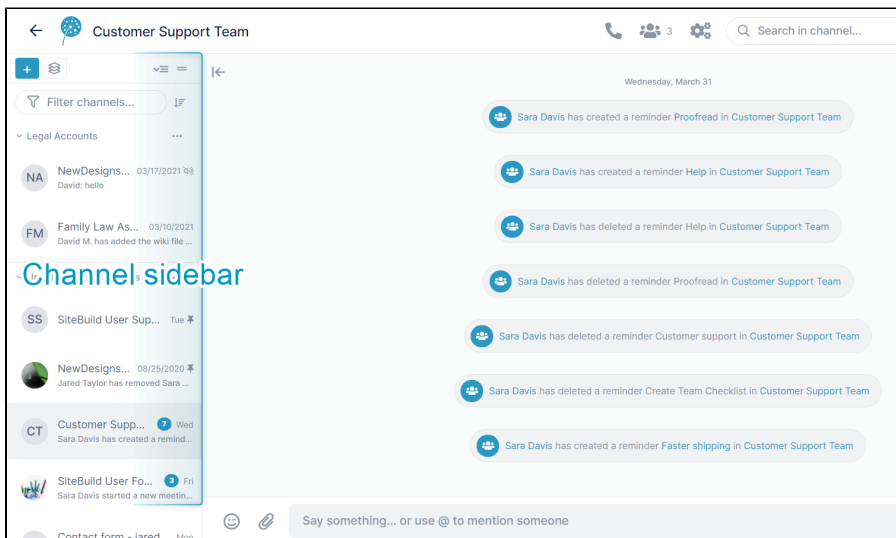 Customer Support Team
3
Search in channel...
+
Filter channels...
Legal Accounts
NA
NewDesigns... 03/17/2021
David: hello
FM
Family Law As... 03/10/2021
David M. has added the wiki file ...
Channel sidebar
SS
SiteBuild User Sup... Tue
NewDesigns... 08/25/2020
Jared Taylor has removed Sara ...
CT
Customer Supp... 7 Wed
Sara Davis has created a remind...
SiteBuild User Fo... 3 Fri
Sara Davis started a new meetin...
Contact form - jared Mon
Wednesday, March 31
Sara Davis has created a reminder Proofread in Customer Support Team
Sara Davis has created a reminder Help in Customer Support Team
Sara Davis has deleted a reminder Help in Customer Support Team
Sara Davis has deleted a reminder Proofread in Customer Support Team
Sara Davis has deleted a reminder Customer support in Customer Support Team
Sara Davis has deleted a reminder Create Team Checklist in Customer Support Team
Sara Davis has created a reminder Faster shipping in Customer Support Team
Say something... or use @ to mention someone